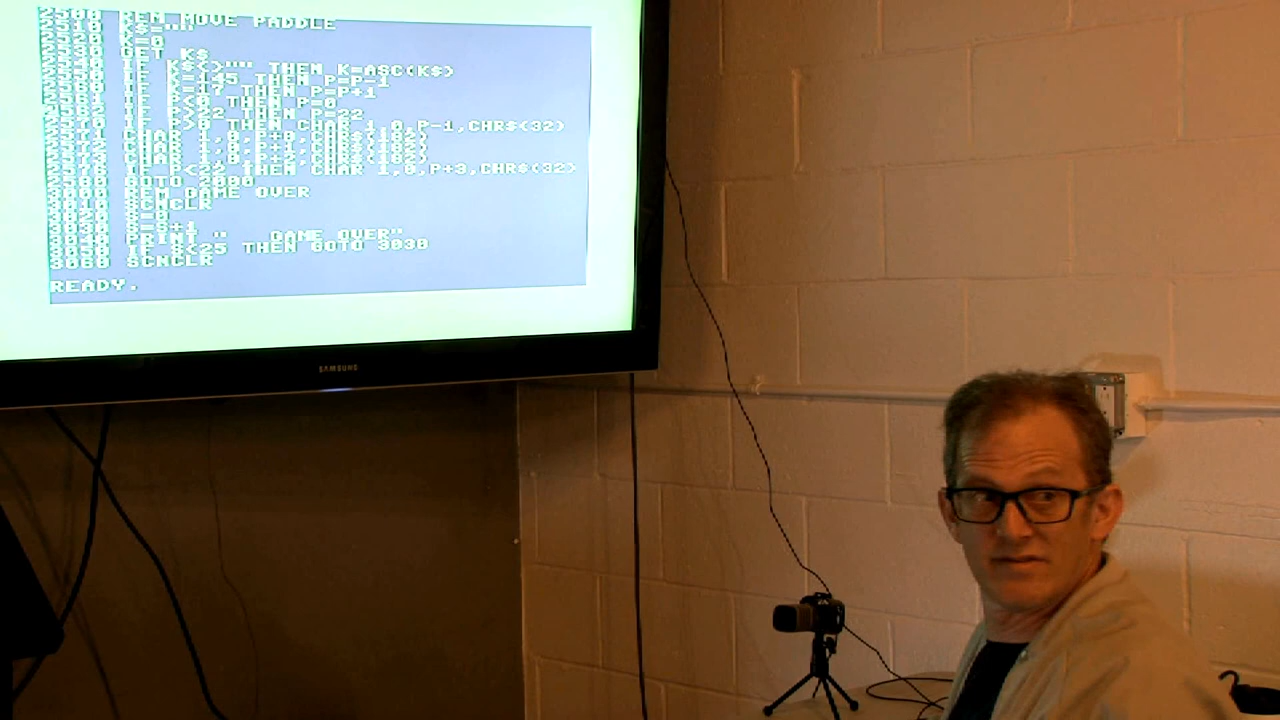 2500 REM MOVE PADDLE
2510 K$=""
2520 K=0
2530 GET K$
2540 IF K$<>"" THEN K=ASC(K$)
2550 IF K=145 THEN P=P-1
2560 IF K=17 THEN P=P+1
2561 IF P<0 THEN P=0
2562 IF P>22 THEN P=22
IF P>0 THEN CHAR 1,0,P-1,CHR$(32)
2571 CHAR 1,0,P+0,CHR$(182)
2572 CHAR 1,0,P+1,CHR$(182)
2573 CHAR 1,0,P+2,CHR$(182)
IF P<22 THEN CHAR 1,0,P+3,CHR$(32)
2580 GOTO 2000
3000 REM GAME OVER
3010 SCNCLR
3020 S=0
3030 S=S+1
3040 PRINT " GAME OVER"
3050 IF S<25 THEN GOTO 3030
3060 SCNCLR
READY.
SAMSUNG